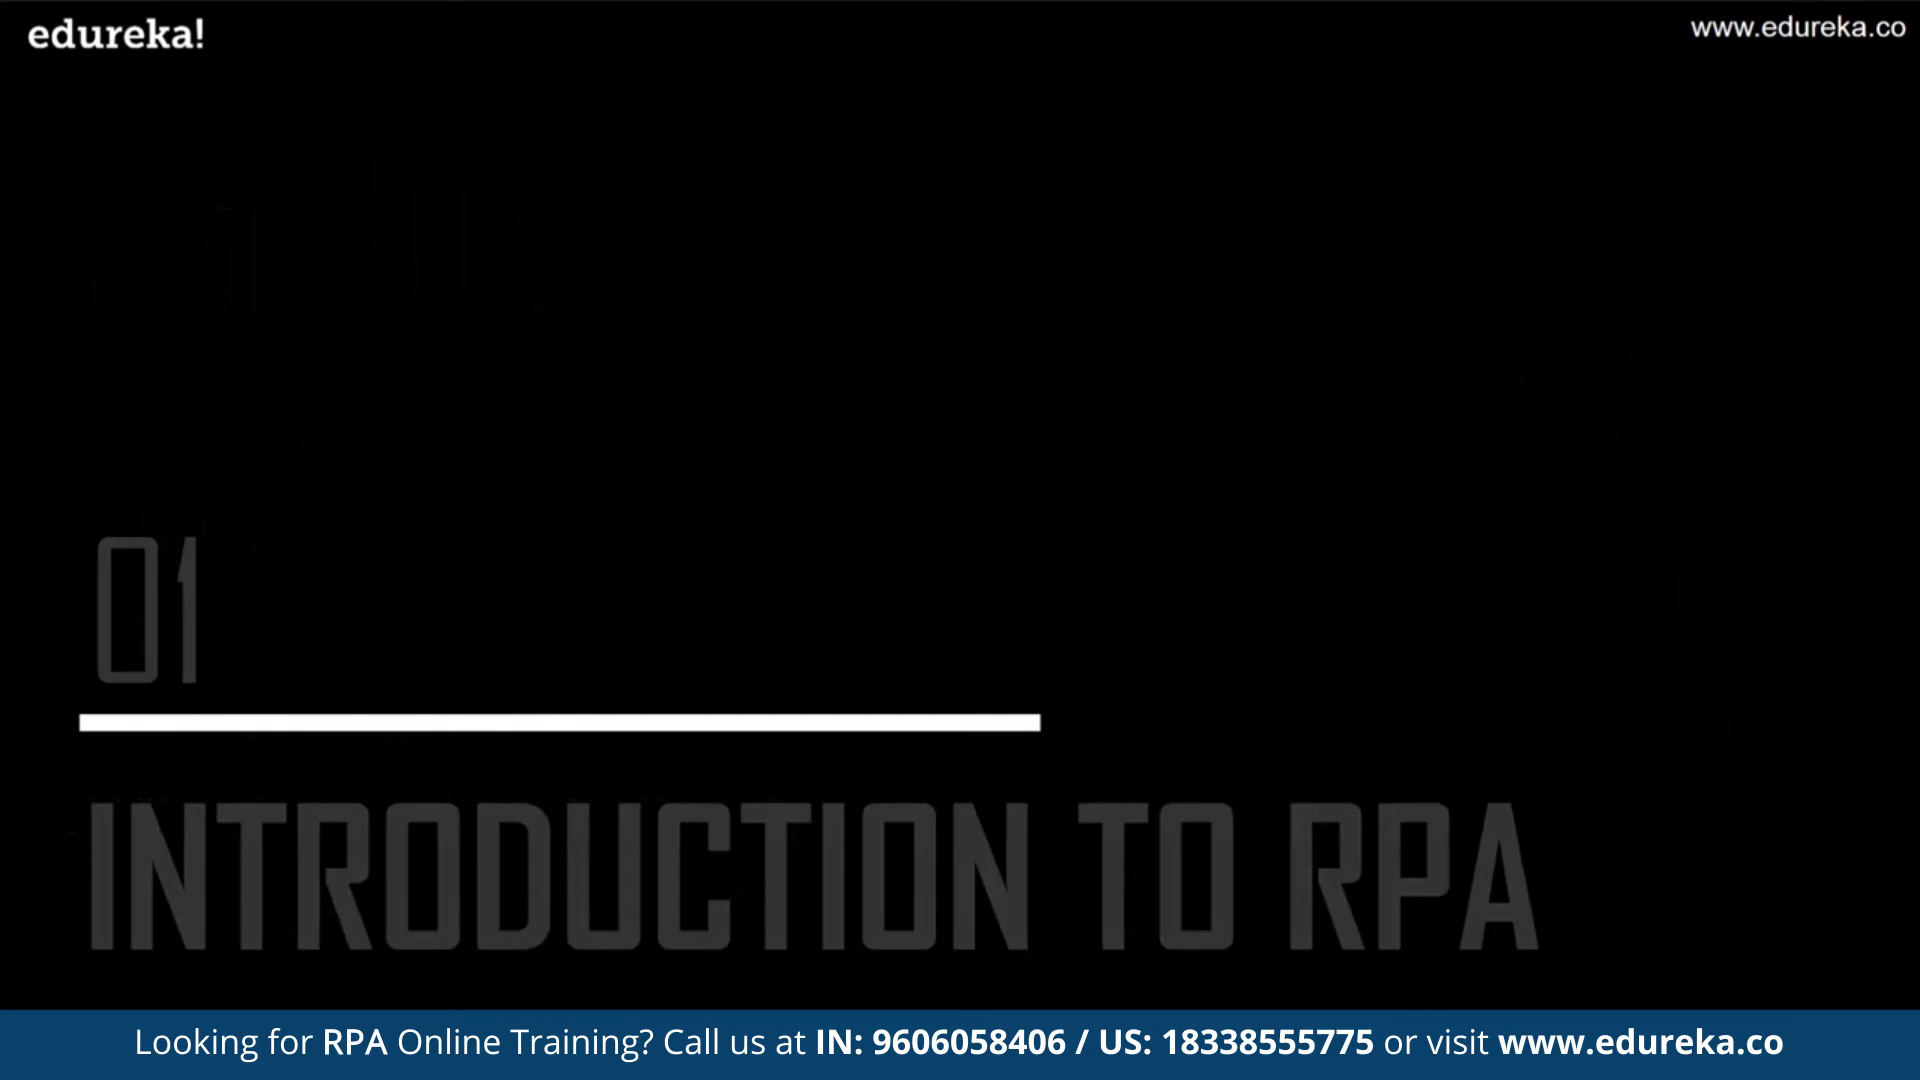 edureka!
www.edureka.co
01
INTRODUCTION TO RPA
Looking for RPA Online Training? Call us at IN: 9606058406 / US: 18338555775 or visit www.edureka.co